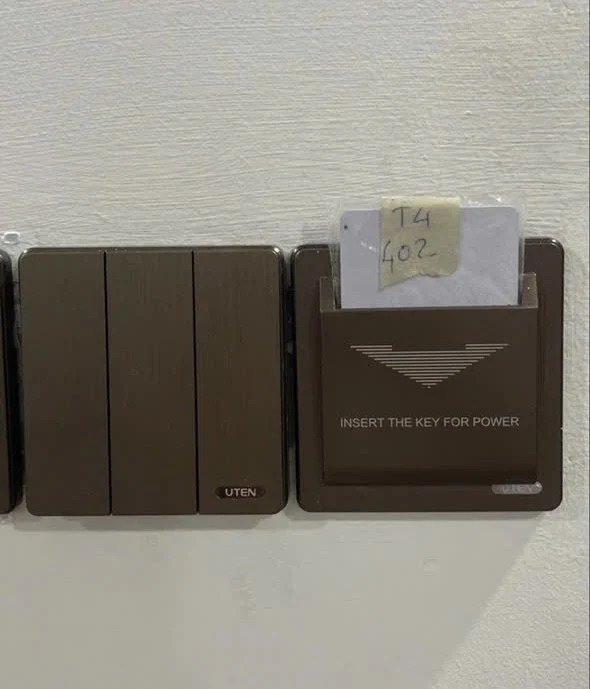 T4
402
INSERT THE KEY FOR POWER
UTEN
UTEN